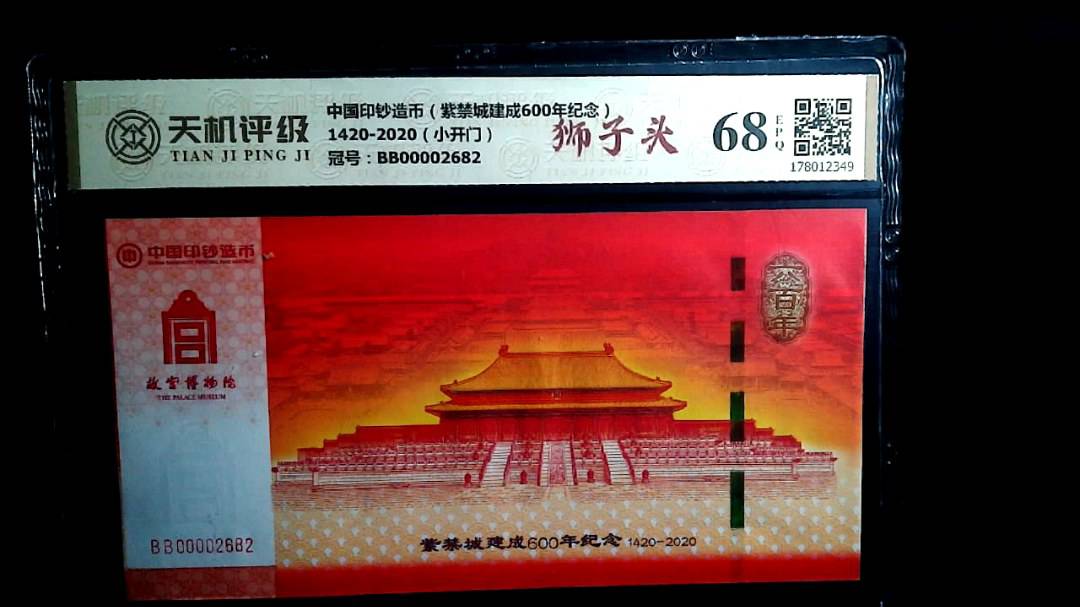 天机评级
TIAN JI PING JI
中国印钞造币（紫禁城建成600年纪念）
1420-2020（小开门）
冠号：BB00002682
狮子头
68
EPQ
178012349
中国印钞造币
故宫博物院
THE PALACE MUSEUM
六百年
BB00002682
紫禁城建成600年纪念 1420-2020